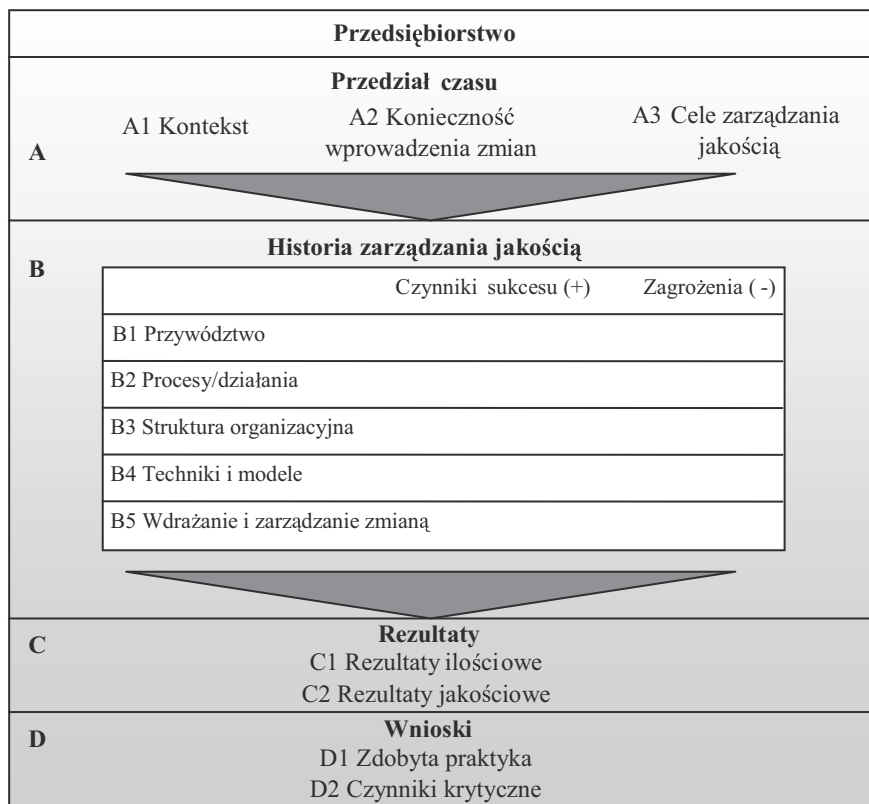 Przedsiębiorstwo
Przedział czasu
A1 Kontekst
A2 Konieczność
wprowadzenia zmian
A3 Cele zarządzania
jakością
A
Historia zarządzania jakością
B
Czynniki sukcesu (+) Zagrożenia ( -)
B1 Przywództwo
B2 Procesy/działania
B3 Struktura organizacyjna
B4 Techniki i modele
B5 Wdrażanie i zarządzanie zmianą
Rezultaty
C
C1 Rezultaty ilościowe
C2 Rezultaty jakościowe
Wnioski
D
D1 Zdobyta praktyka
D2 Czynniki krytyczne